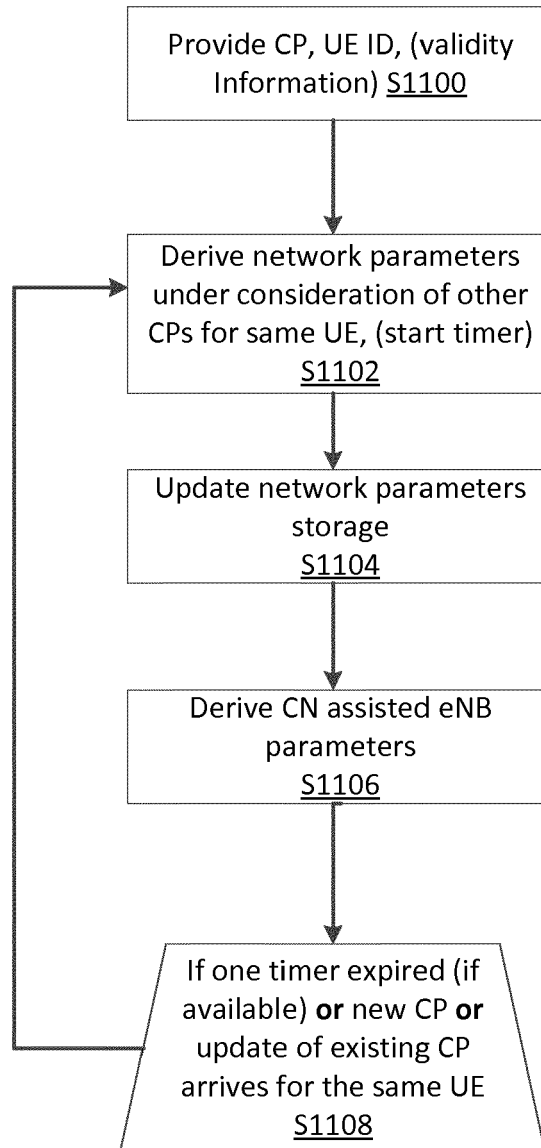 Provide CP, UE ID, (validity
Information) S1100
Derive network parameters
under consideration of other
CPs for same UE, (start timer)
S1102
Update network parameters
storage
S1104
Derive CN assisted eNB
parameters
S1106
If one timer expired (if
available) or new CP or
update of existing CP
arrives for the same UE
S1108